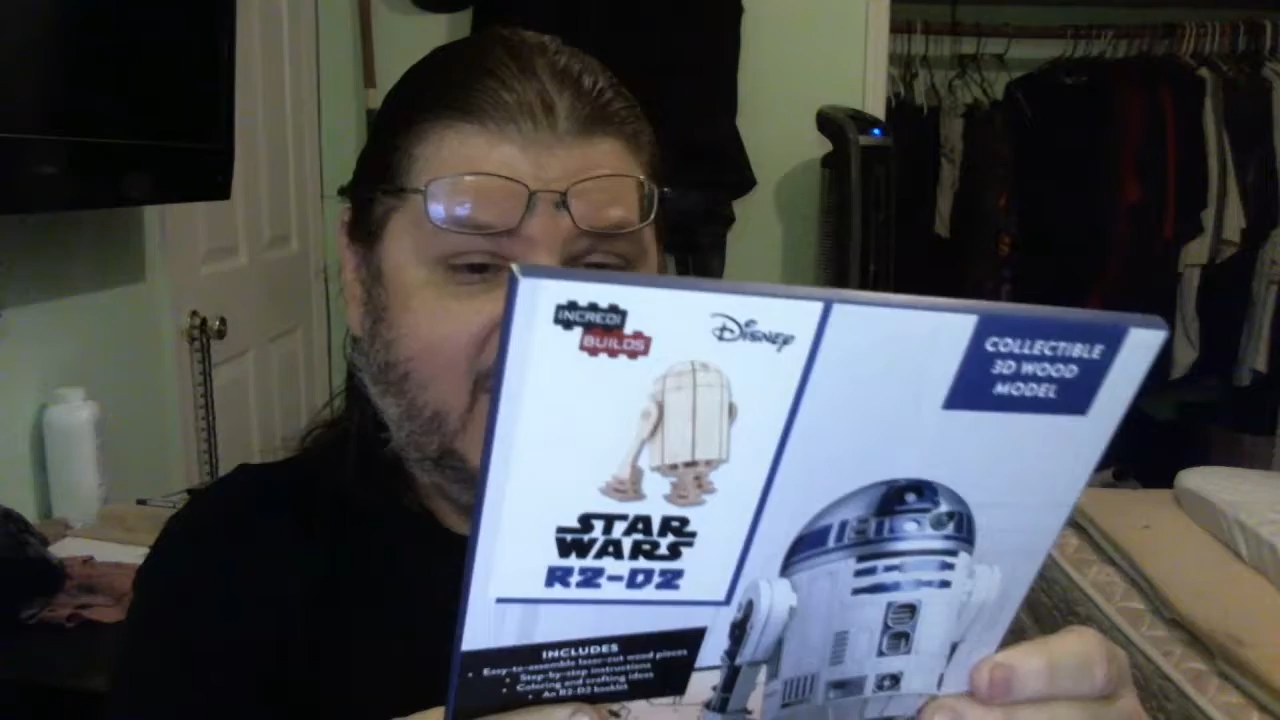 INCREDI
BUILDS
Disney
COLLECTIBLE
3D WOOD
MODEL
STAR
WARS
R2-D2
INCLUDES
• Easy-to-assemble laser-cut wood pieces
• Step-by-step instructions
• Coloring and crafting ideas
• An R2-D2 booklet